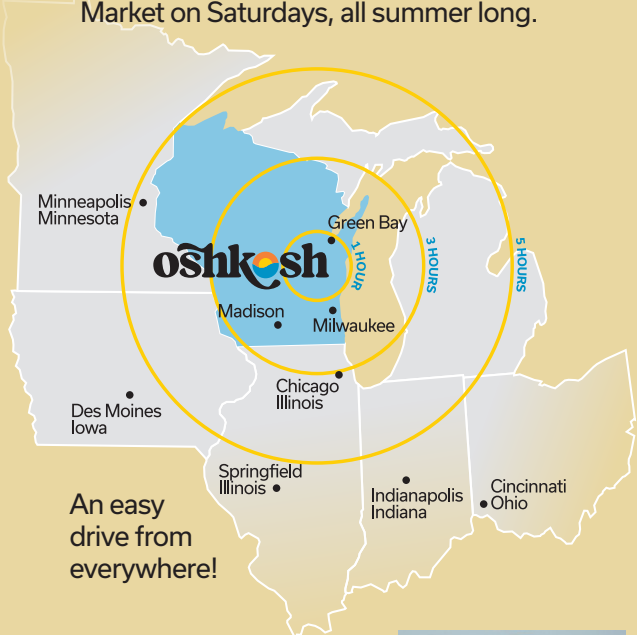 Market on Saturdays, all summer long.
Minneapolis
Minnesota
Green Bay
oshkosh
1 HOUR
3 HOURS
5 HOURS
Madison
Milwaukee
Chicago
Illinois
Des Moines
Iowa
Springfield
Illinois
Indianapolis
Indiana
Cincinnati
Ohio
An easy
drive from
everywhere!